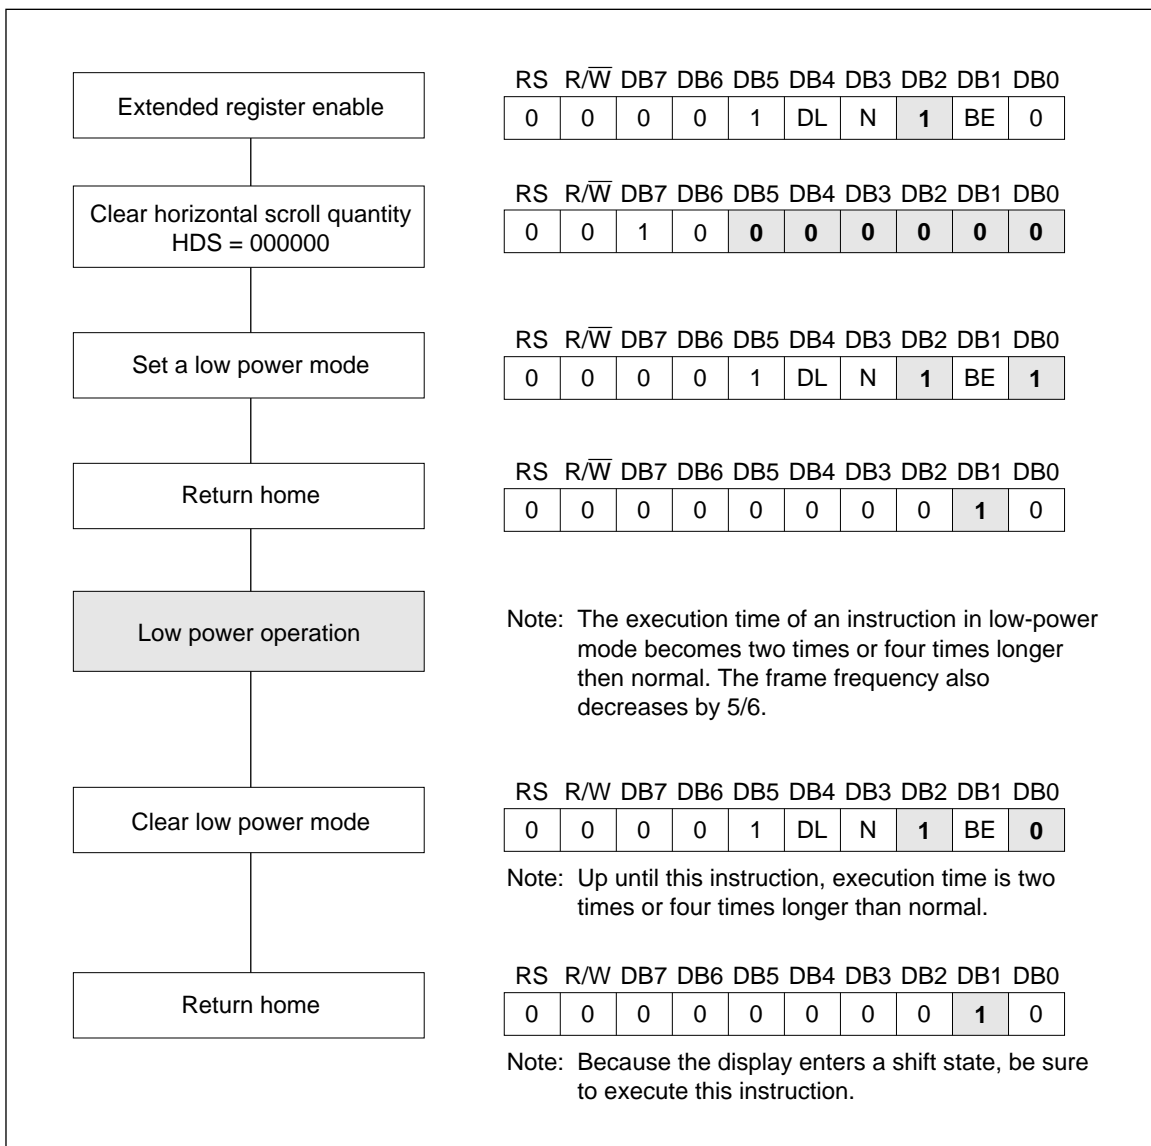 Extended register enable
RS R/W̅ DB7 DB6 DB5 DB4 DB3 DB2 DB1 DB0
0 0 0 0 1 DL N 1 BE 0
Clear horizontal scroll quantity
HDS = 000000
RS R/W̅ DB7 DB6 DB5 DB4 DB3 DB2 DB1 DB0
0 0 1 0 0 0 0 0 0 0
Set a low power mode
RS R/W̅ DB7 DB6 DB5 DB4 DB3 DB2 DB1 DB0
0 0 0 0 1 DL N 1 BE 1
Return home
RS R/W̅ DB7 DB6 DB5 DB4 DB3 DB2 DB1 DB0
0 0 0 0 0 0 0 0 1 0
Low power operation
Note: The execution time of an instruction in low-power
mode becomes two times or four times longer
then normal. The frame frequency also
decreases by 5/6.
Clear low power mode
RS R/W DB7 DB6 DB5 DB4 DB3 DB2 DB1 DB0
0 0 0 0 1 DL N 1 BE 0
Note: Up until this instruction, execution time is two
times or four times longer than normal.
Return home
RS R/W DB7 DB6 DB5 DB4 DB3 DB2 DB1 DB0
0 0 0 0 0 0 0 0 1 0
Note: Because the display enters a shift state, be sure
to execute this instruction.